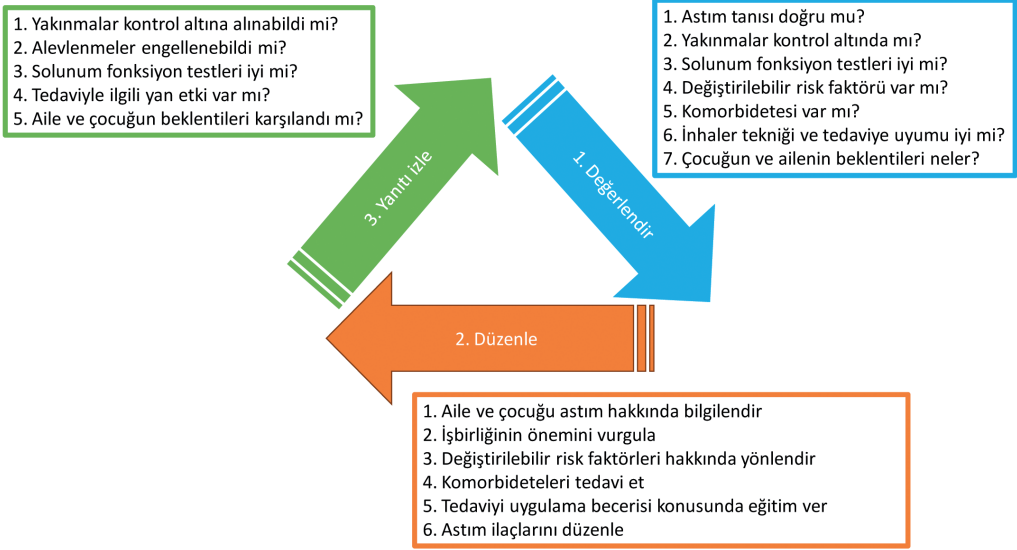 1. Yakınmalar kontrol altına alınabildi mi?
2. Alevlenmeler engellenebildi mi?
3. Solunum fonksiyon testleri iyi mi?
4. Tedaviyle ilgili yan etki var mı?
5. Aile ve çocuğun beklentileri karşılandı mı?
1. Astım tanısı doğru mu?
2. Yakınmalar kontrol altında mı?
3. Solunum fonksiyon testleri iyi mi?
4. Değiştirilebilir risk faktörü var mı?
5. Komorbidetesi var mı?
6. İnhaler tekniği ve tedaviye uyumu iyi mi?
7. Çocuğun ve ailenin beklentileri neler?
3. Yanıtı izle
1. Değerlendir
2. Düzenle
1. Aile ve çocuğu astım hakkında bilgilendir
2. İşbirliğinin önemini vurgula
3. Değiştirilebilir risk faktörleri hakkında yönlendir
4. Komorbideteleri tedavi et
5. Tedaviyi uygulama becerisi konusunda eğitim ver
6. Astım ilaçlarını düzenle